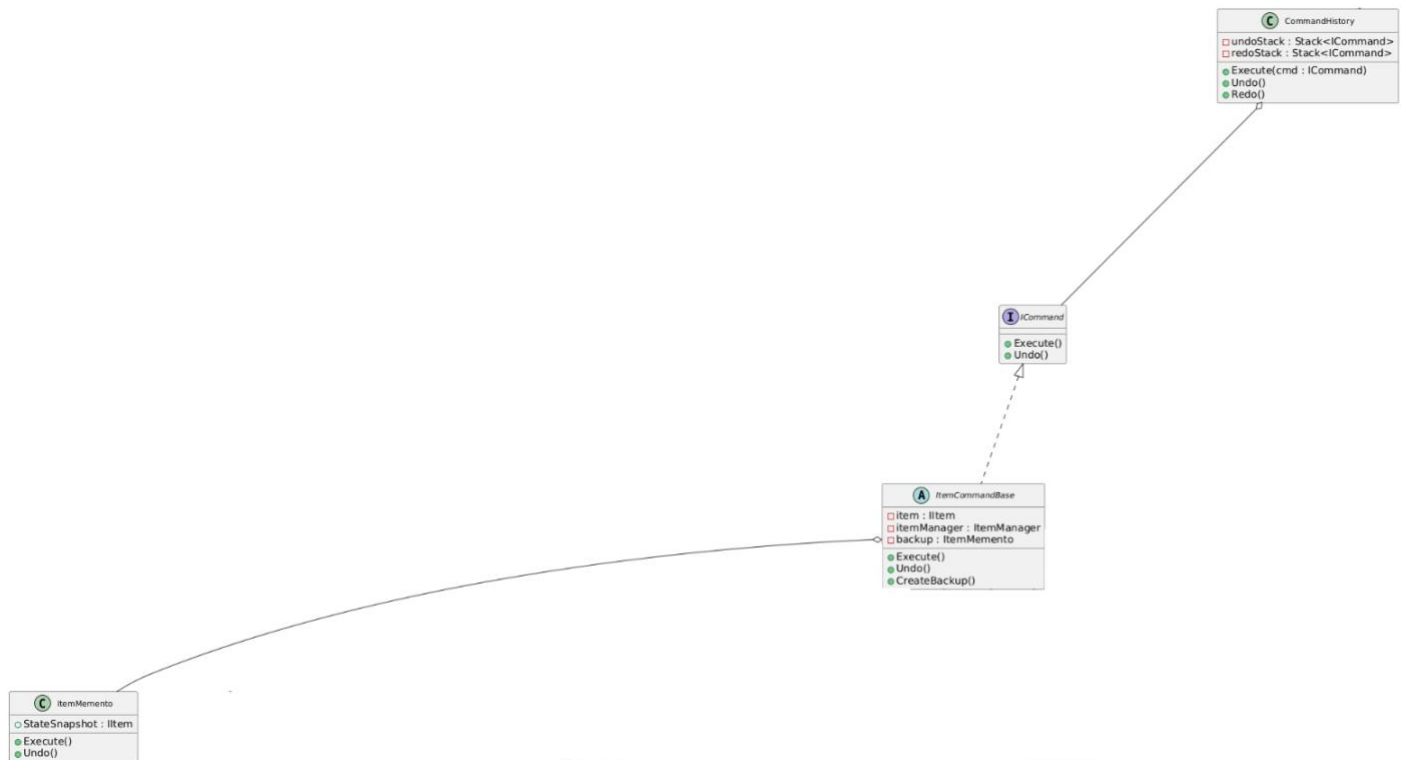 C CommandHistory
undoStack : Stack<ICommand>
redoStack : Stack<ICommand>
Execute(cmd : ICommand)
Undo()
Redo()
I ICommand
Execute()
Undo()
A ItemCommandBase
item : IItem
itemManager : ItemManager
backup : ItemMemento
Execute()
Undo()
CreateBackup()
C ItemMemento
StateSnapshot : IItem
Execute()
Undo()